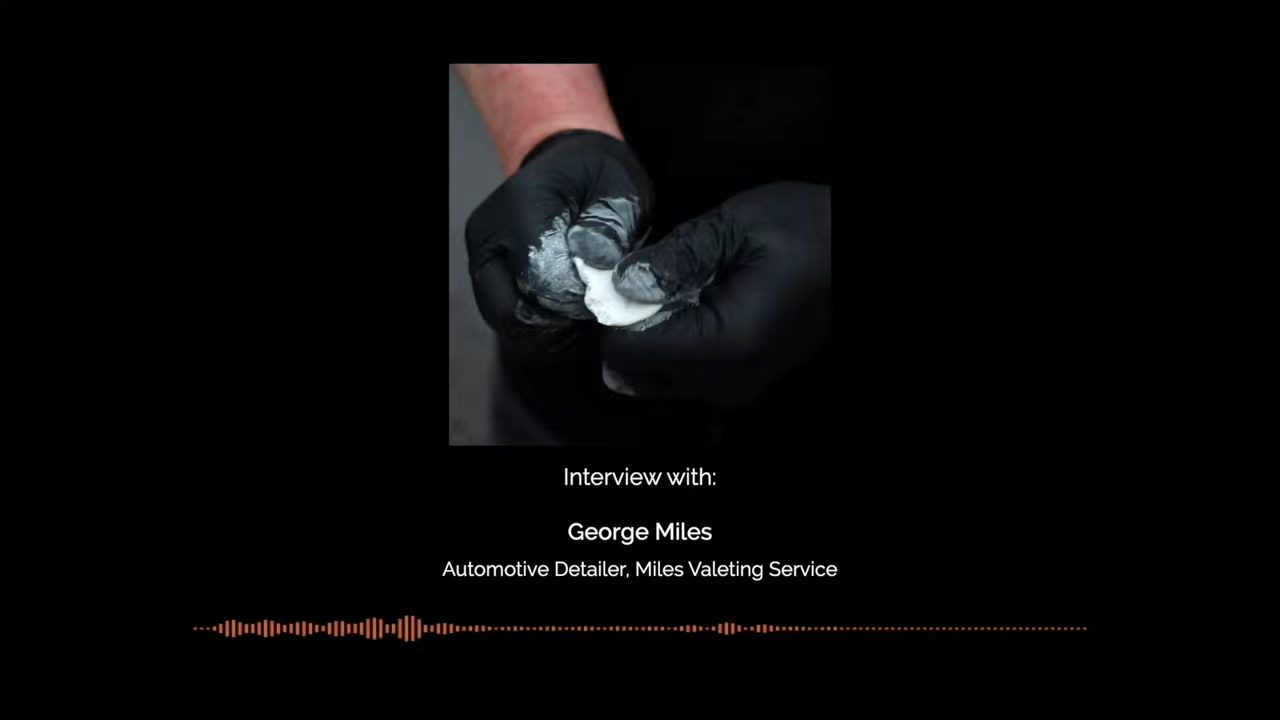 Interview with:
George Miles
Automotive Detailer, Miles Valeting Service